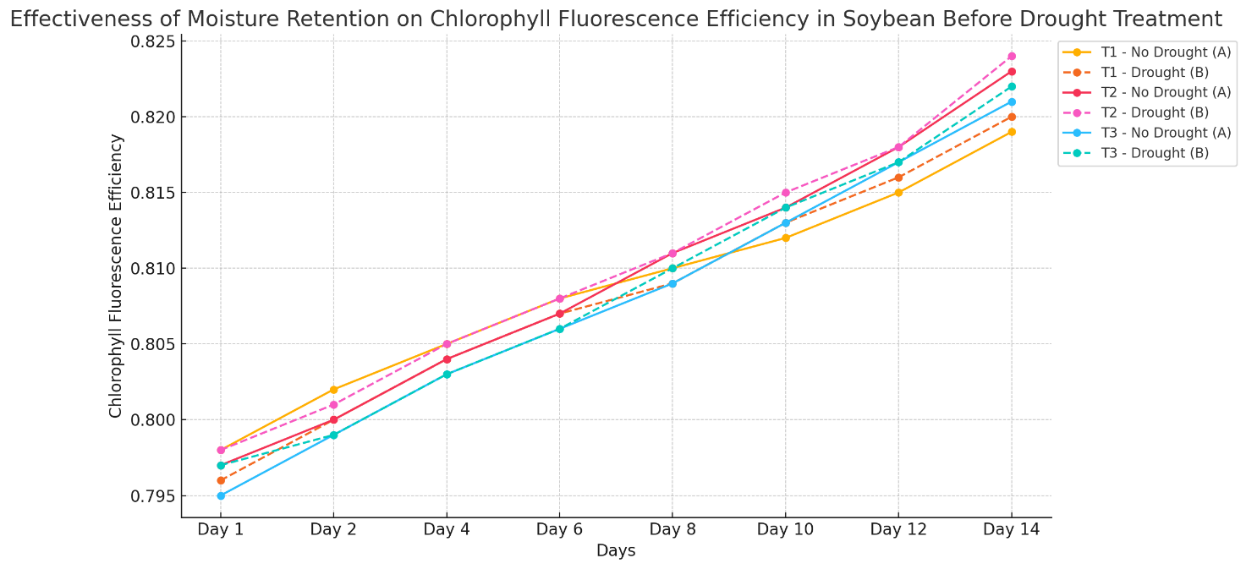 Effectiveness of Moisture Retention on Chlorophyll Fluorescence Efficiency in Soybean Before Drought Treatment
0.825
0.820
0.815
0.810
0.805
0.800
0.795
Chlorophyll Fluorescence Efficiency
Day 1 Day 2 Day 4 Day 6 Day 8 Day 10 Day 12 Day 14
Days
T1 - No Drought (A)
T1 - Drought (B)
T2 - No Drought (A)
T2 - Drought (B)
T3 - No Drought (A)
T3 - Drought (B)